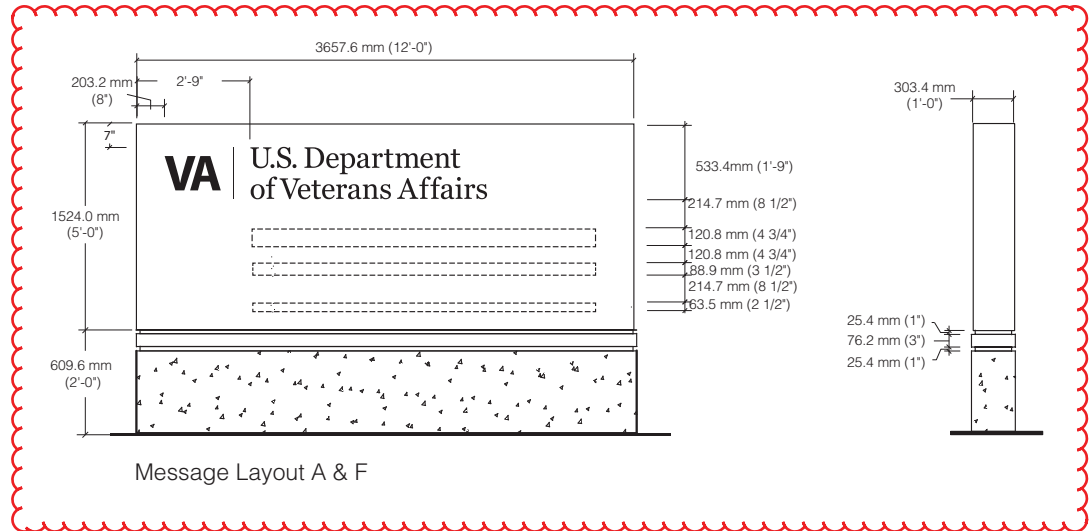 3657.6 mm (12'-0")
203.2 mm
(8")
2'-9"
303.4 mm
(1'-0")
7"
VA
U.S. Department
of Veterans Affairs
533.4mm (1'-9")
214.7 mm (8 1/2")
1524.0 mm
(5'-0")
120.8 mm (4 3/4")
120.8 mm (4 3/4")
88.9 mm (3 1/2")
214.7 mm (8 1/2")
63.5 mm (2 1/2")
25.4 mm (1")
76.2 mm (3")
25.4 mm (1")
609.6 mm
(2'-0")
Message Layout A & F